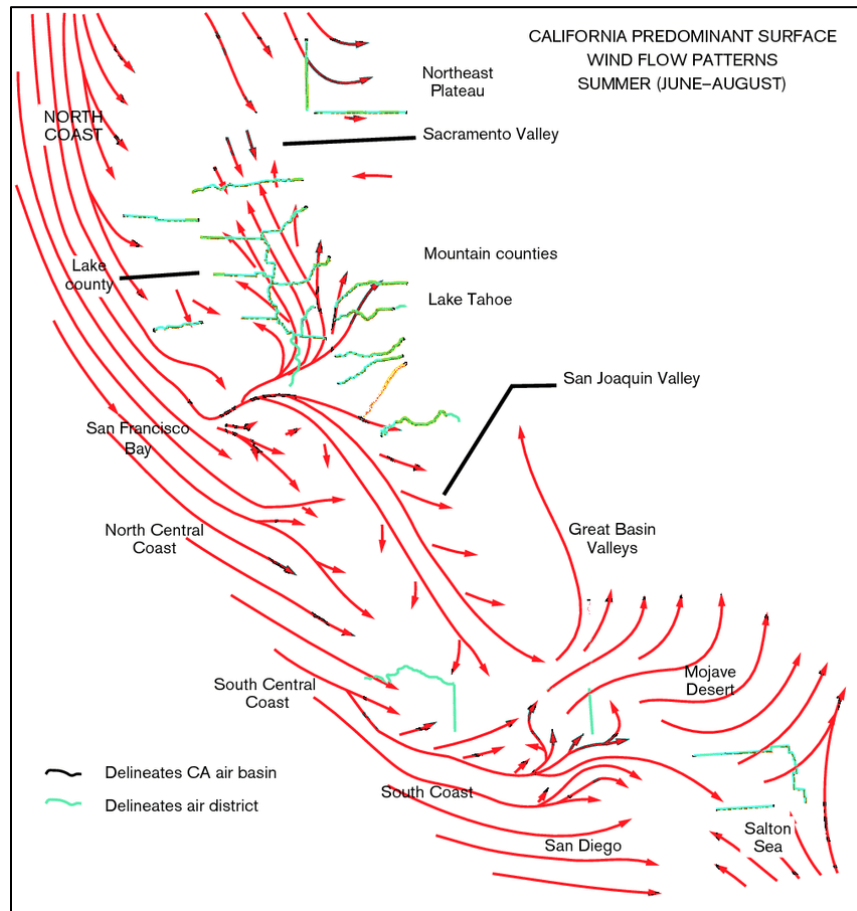 CALIFORNIA PREDOMINANT SURFACE
WIND FLOW PATTERNS
SUMMER (JUNE–AUGUST)
Northeast
Plateau
NORTH
COAST
Sacramento Valley
Mountain counties
Lake
county
Lake Tahoe
San Joaquin Valley
San Francisco
Bay
North Central
Coast
Great Basin
Valleys
South Central
Coast
Mojave
Desert
Delineates CA air basin
Delineates air district
South Coast
San Diego
Salton
Sea